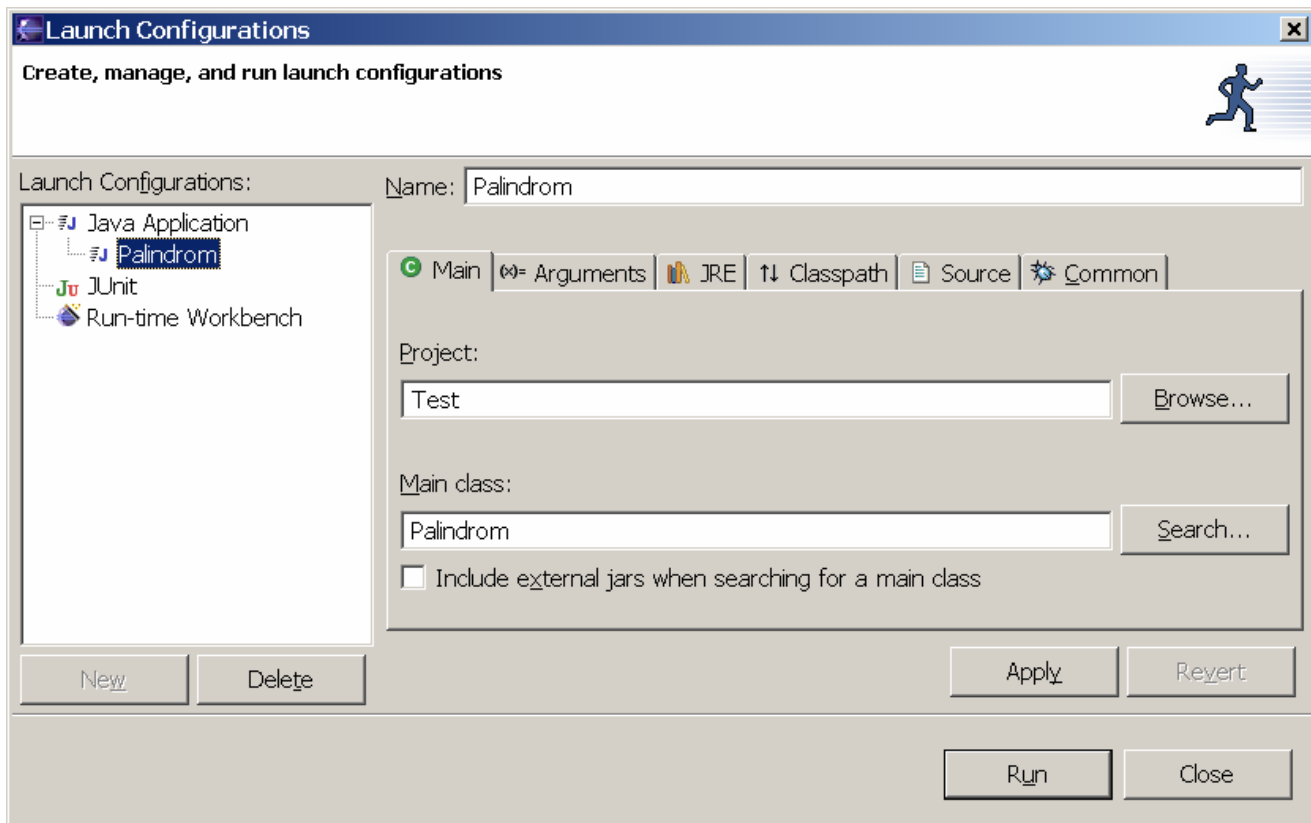 Launch Configurations
Create, manage, and run launch configurations
Launch Configurations:
Java Application
Palindrom
JUnit
Run-time Workbench
New
Delete
Name: Palindrom
Main (x)= Arguments JRE Classpath Source Common
Project:
Test
Browse...
Main class:
Palindrom
Search...
Include external jars when searching for a main class
Apply
Revert
Run
Close